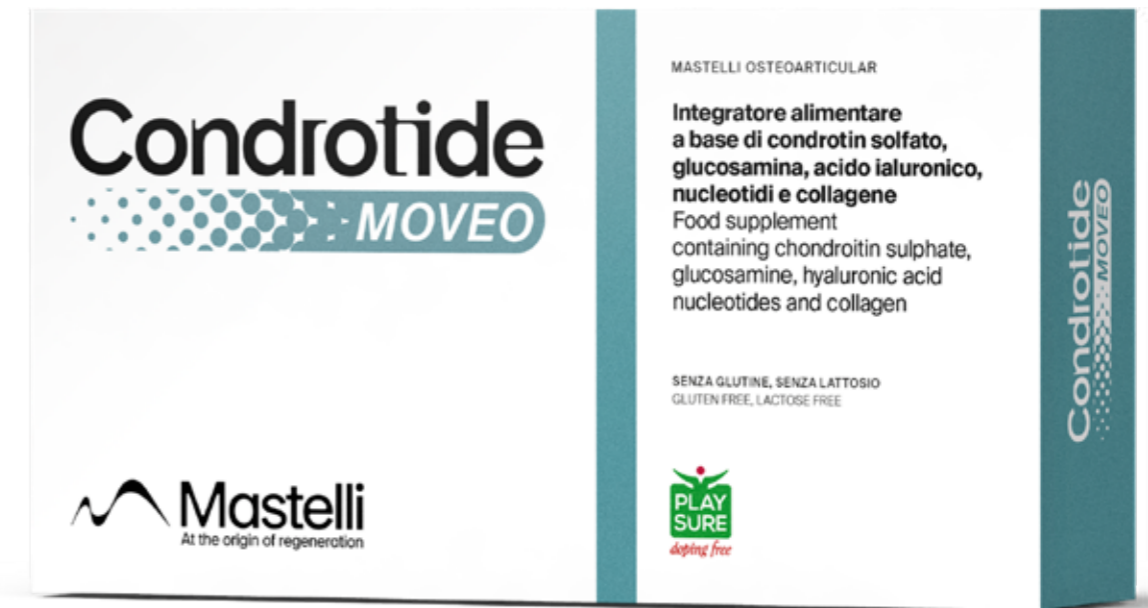 Condrotide
MOVEO
Mastelli
At the origin of regeneration
MASTELLI OSTEOARTICULAR
Integratore alimentare
a base di condrotin solfato,
glucosamina, acido ialuronico,
nucleotidi e collagene
Food supplement
containing chondroitin sulphate,
glucosamine, hyaluronic acid
nucleotides and collagen
SENZA GLUTINE, SENZA LATTOSIO
GLUTEN FREE, LACTOSE FREE
PLAY
SURE
doping free
Condrotide
MOVEO